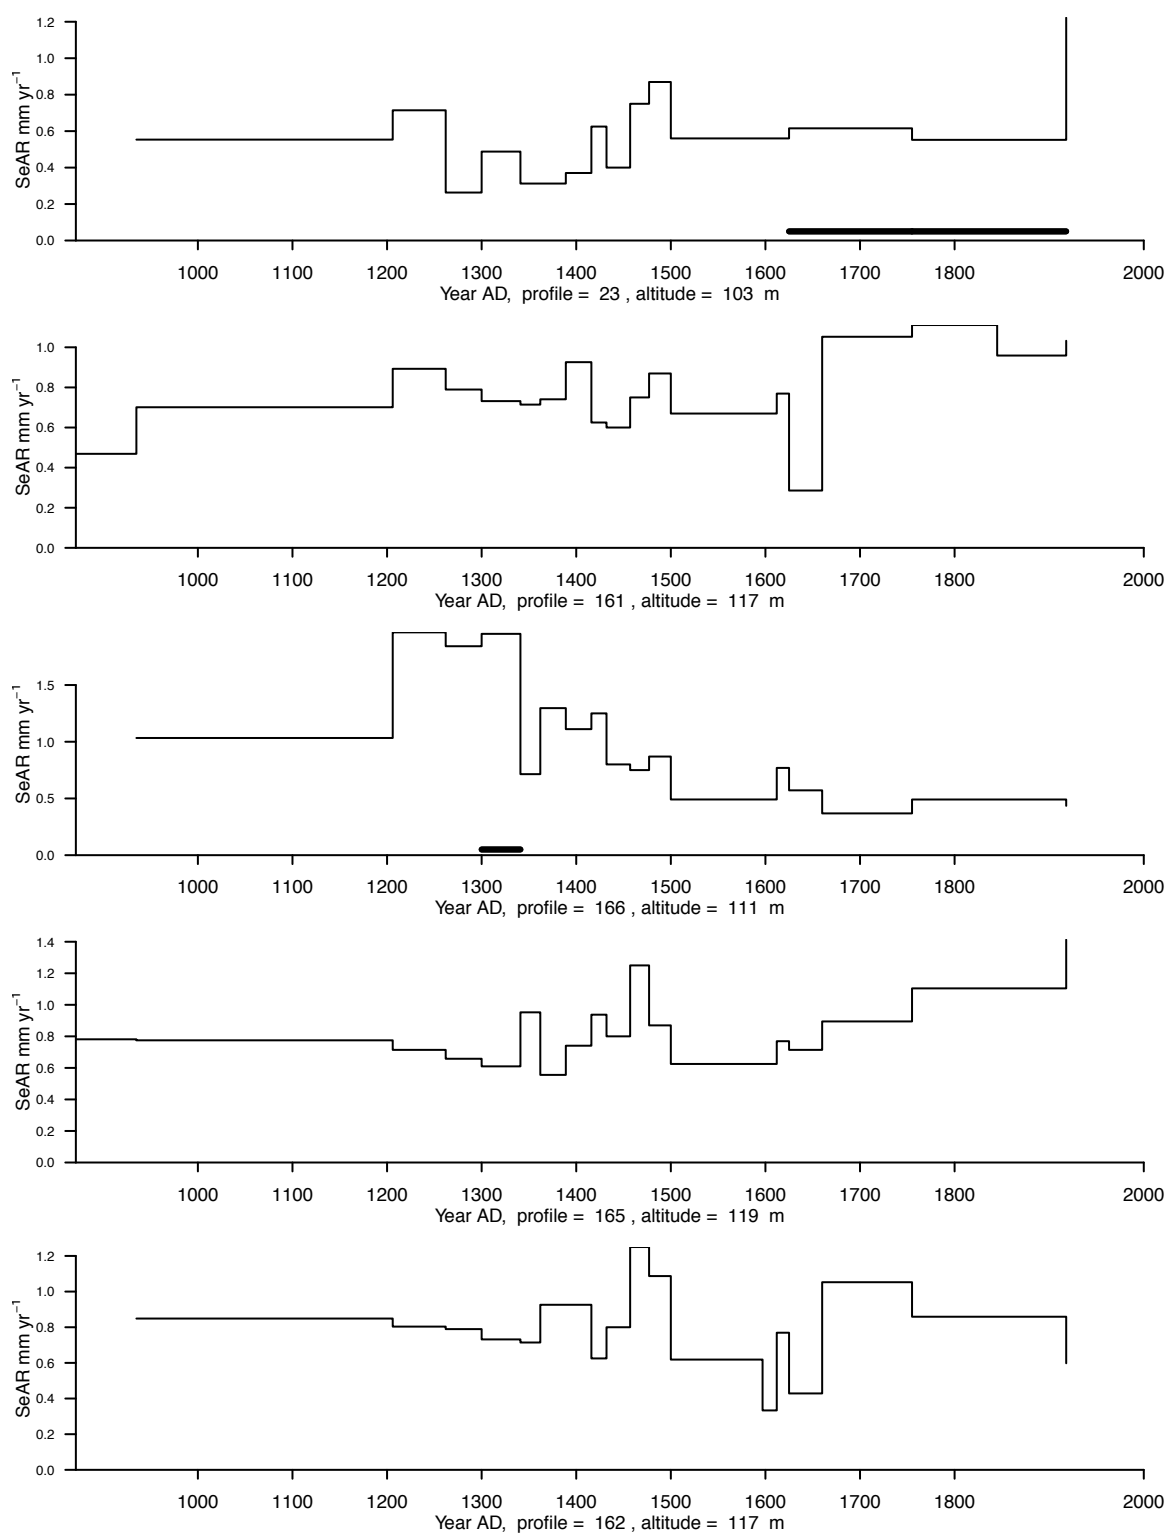 1.2
1.0
0.8
0.6
0.4
0.2
0.0
SeAR mm yr⁻¹
1000 1100 1200 1300 1400 1500 1600 1700 1800 2000
Year AD, profile = 23 , altitude = 103 m
1.0
0.8
0.6
0.4
0.2
0.0
SeAR mm yr⁻¹
1000 1100 1200 1300 1400 1500 1600 1700 1800 2000
Year AD, profile = 161 , altitude = 117 m
1.5
1.0
0.5
0.0
SeAR mm yr⁻¹
1000 1100 1200 1300 1400 1500 1600 1700 1800 2000
Year AD, profile = 166 , altitude = 111 m
1.4
1.2
1.0
0.8
0.6
0.4
0.2
0.0
SeAR mm yr⁻¹
1000 1100 1200 1300 1400 1500 1600 1700 1800 2000
Year AD, profile = 165 , altitude = 119 m
1.2
1.0
0.8
0.6
0.4
0.2
0.0
SeAR mm yr⁻¹
1000 1100 1200 1300 1400 1500 1600 1700 1800 2000
Year AD, profile = 162 , altitude = 117 m